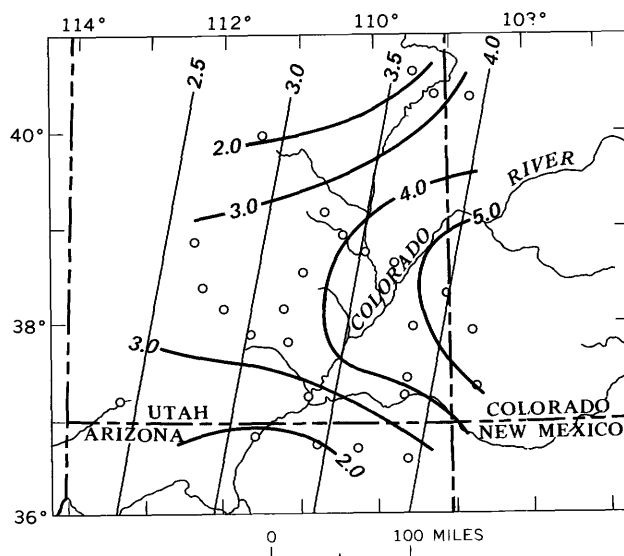 114° 112° 110° 10?°
2.5 3.0 3.5 4.0
40°
2.0
3.0
4.0
5.0
RIVER
COLORADO
38°
3.0
UTAH COLORADO
ARIZONA NEW MEXICO
2.0
36°
0 100 MILES